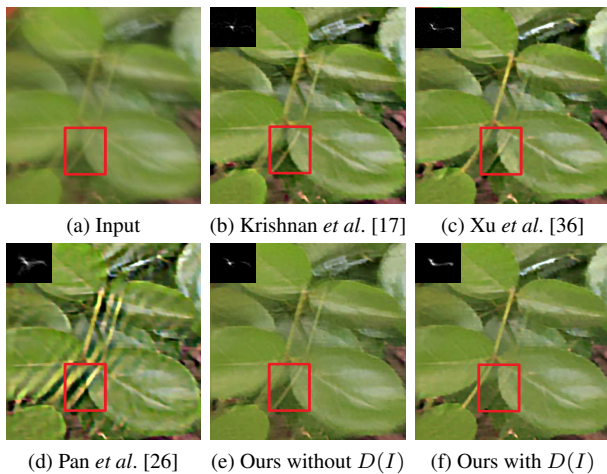 (a) Input
(b) Krishnan et al. [17]
(c) Xu et al. [36]
(d) Pan et al. [26]
(e) Ours without D(I)
(f) Ours with D(I)